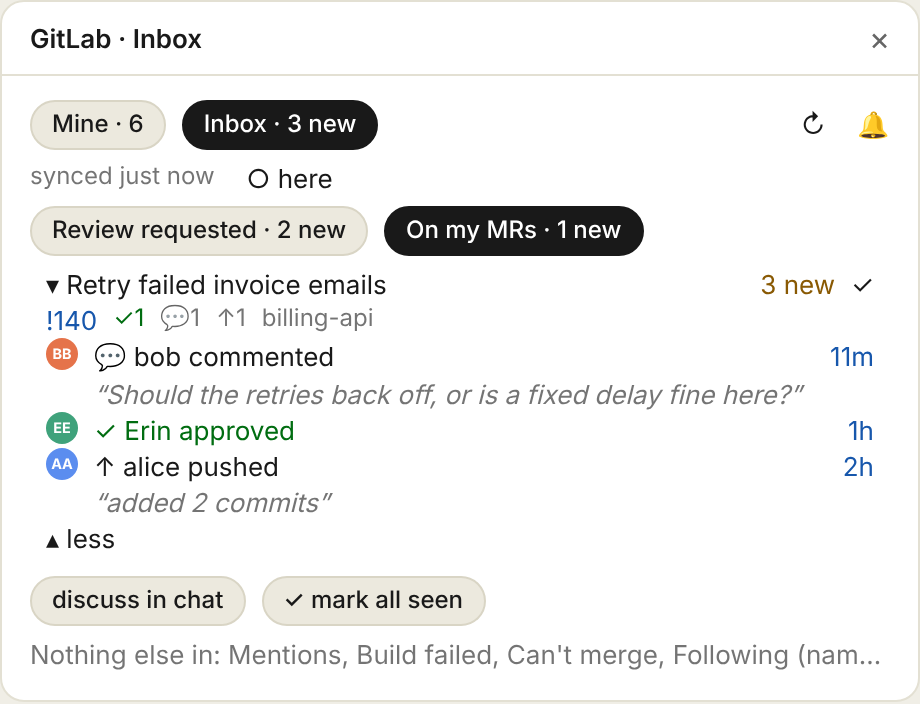 GitLab · Inbox ×
Mine · 6 Inbox · 3 new ↻ 🔔
synced just now ○ here
Review requested · 2 new On my MRs · 1 new
▾ Retry failed invoice emails 3 new ✓
!140 ✓1 💬1 ↑1 billing-api
BB 💬 bob commented 11m
“Should the retries back off, or is a fixed delay fine here?”
EE ✓ Erin approved 1h
AA ↑ alice pushed 2h
“added 2 commits”
▴ less
discuss in chat ✓ mark all seen
Nothing else in: Mentions, Build failed, Can't merge, Following (nam...